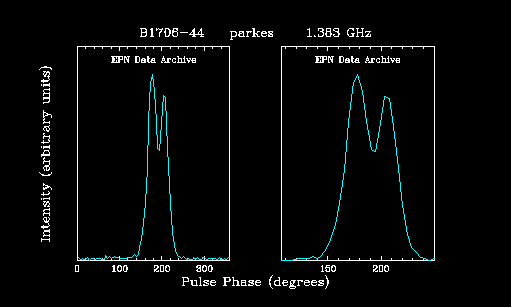 B1706-44 parkes 1.383 GHz
EPN Data Archive EPN Data Archive
Intensity (arbitrary units)
0 100 200 300 150 200
Pulse Phase (degrees)